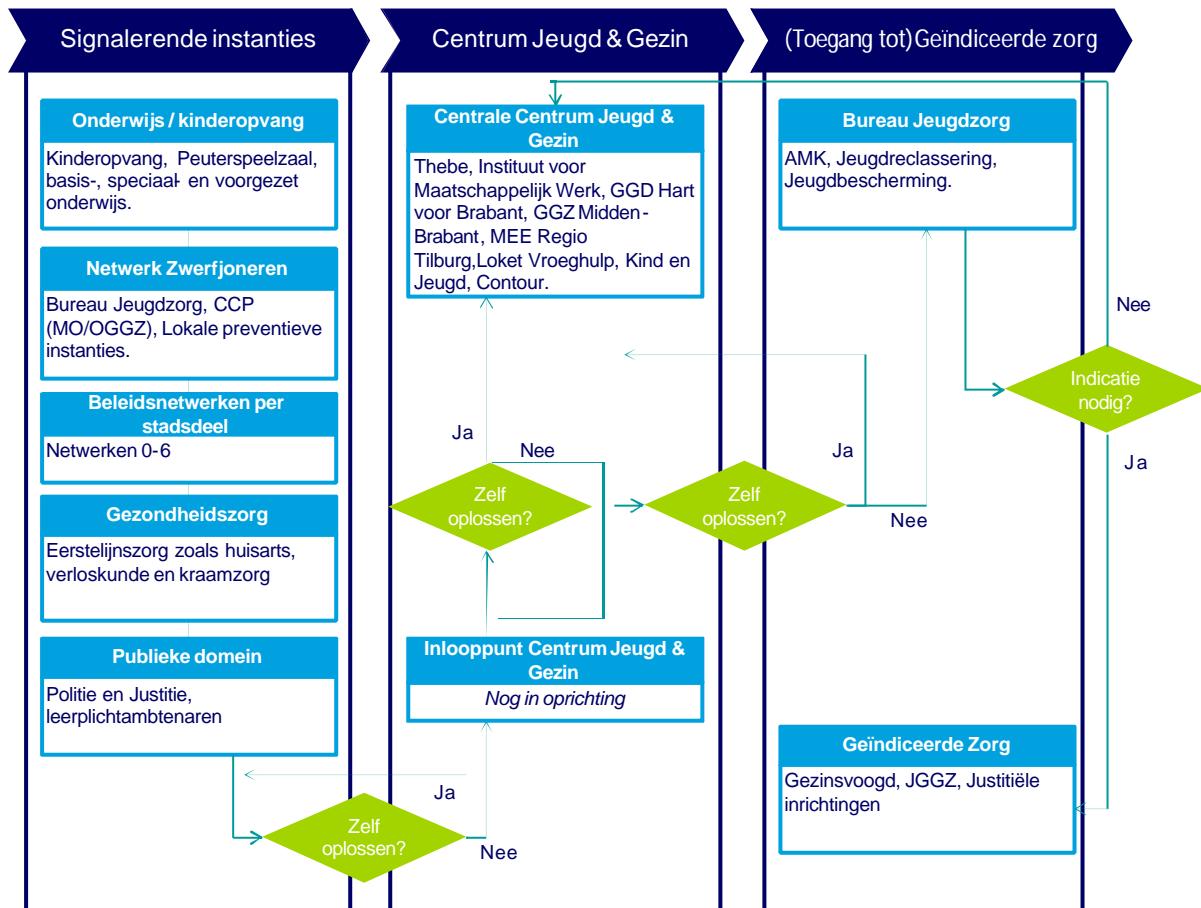 Signalerende instanties
Centrum Jeugd & Gezin
(Toegang tot)Geïndiceerde zorg
Onderwijs / kinderopvang
Kinderopvang, Peuterspeelzaal,
basis-, speciaal- en voorgezet
onderwijs.
Netwerk Zwerfjoneren
Bureau Jeugdzorg, CCP
(MO/OGGZ), Lokale preventieve
instanties.
Beleidsnetwerken per
stadsdeel
Netwerken 0-6
Gezondheidszorg
Eerstelijnszorg zoals huisarts,
verloskunde en kraamzorg
Publieke domein
Politie en Justitie,
leerplichtambtenaren
Ja
Zelf
oplossen?
Nee
Centrale Centrum Jeugd &
Gezin
Thebe, Instituut voor
Maatschappelijk Werk, GGD Hart
voor Brabant, GGZ Midden-
Brabant, MEE Regio
Tilburg,Loket Vroeghulp, Kind en
Jeugd, Contour.
Ja
Nee
Zelf
oplossen?
Inlooppunt Centrum Jeugd &
Gezin
Nog in oprichting
Zelf
oplossen?
Ja
Nee
Bureau Jeugdzorg
AMK, Jeugdreclassering,
Jeugdbescherming.
Nee
Indicatie
nodig?
Ja
Geïndiceerde Zorg
Gezinsvoogd, JGGZ, Justitiële
inrichtingen